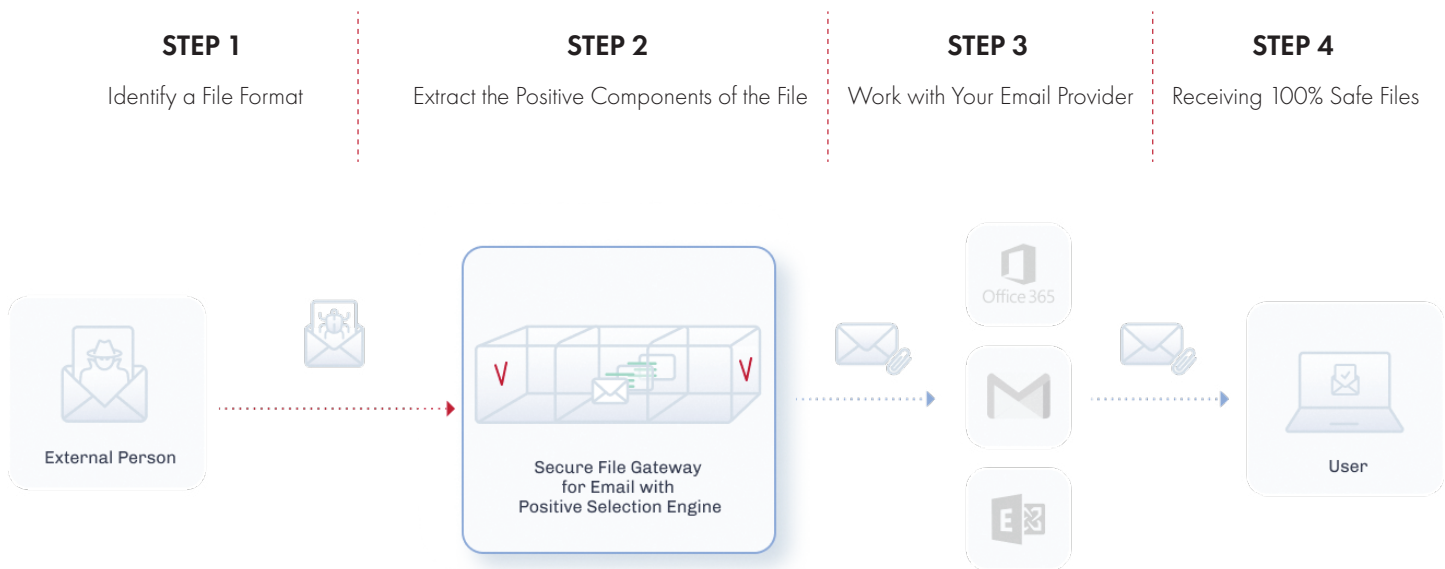 STEP 1
Identify a File Format
STEP 2
Extract the Positive Components of the File
STEP 3
Work with Your Email Provider
STEP 4
Receiving 100% Safe Files
External Person
V
V
Secure File Gateway
for Email with
Positive Selection Engine
Office 365
E
User